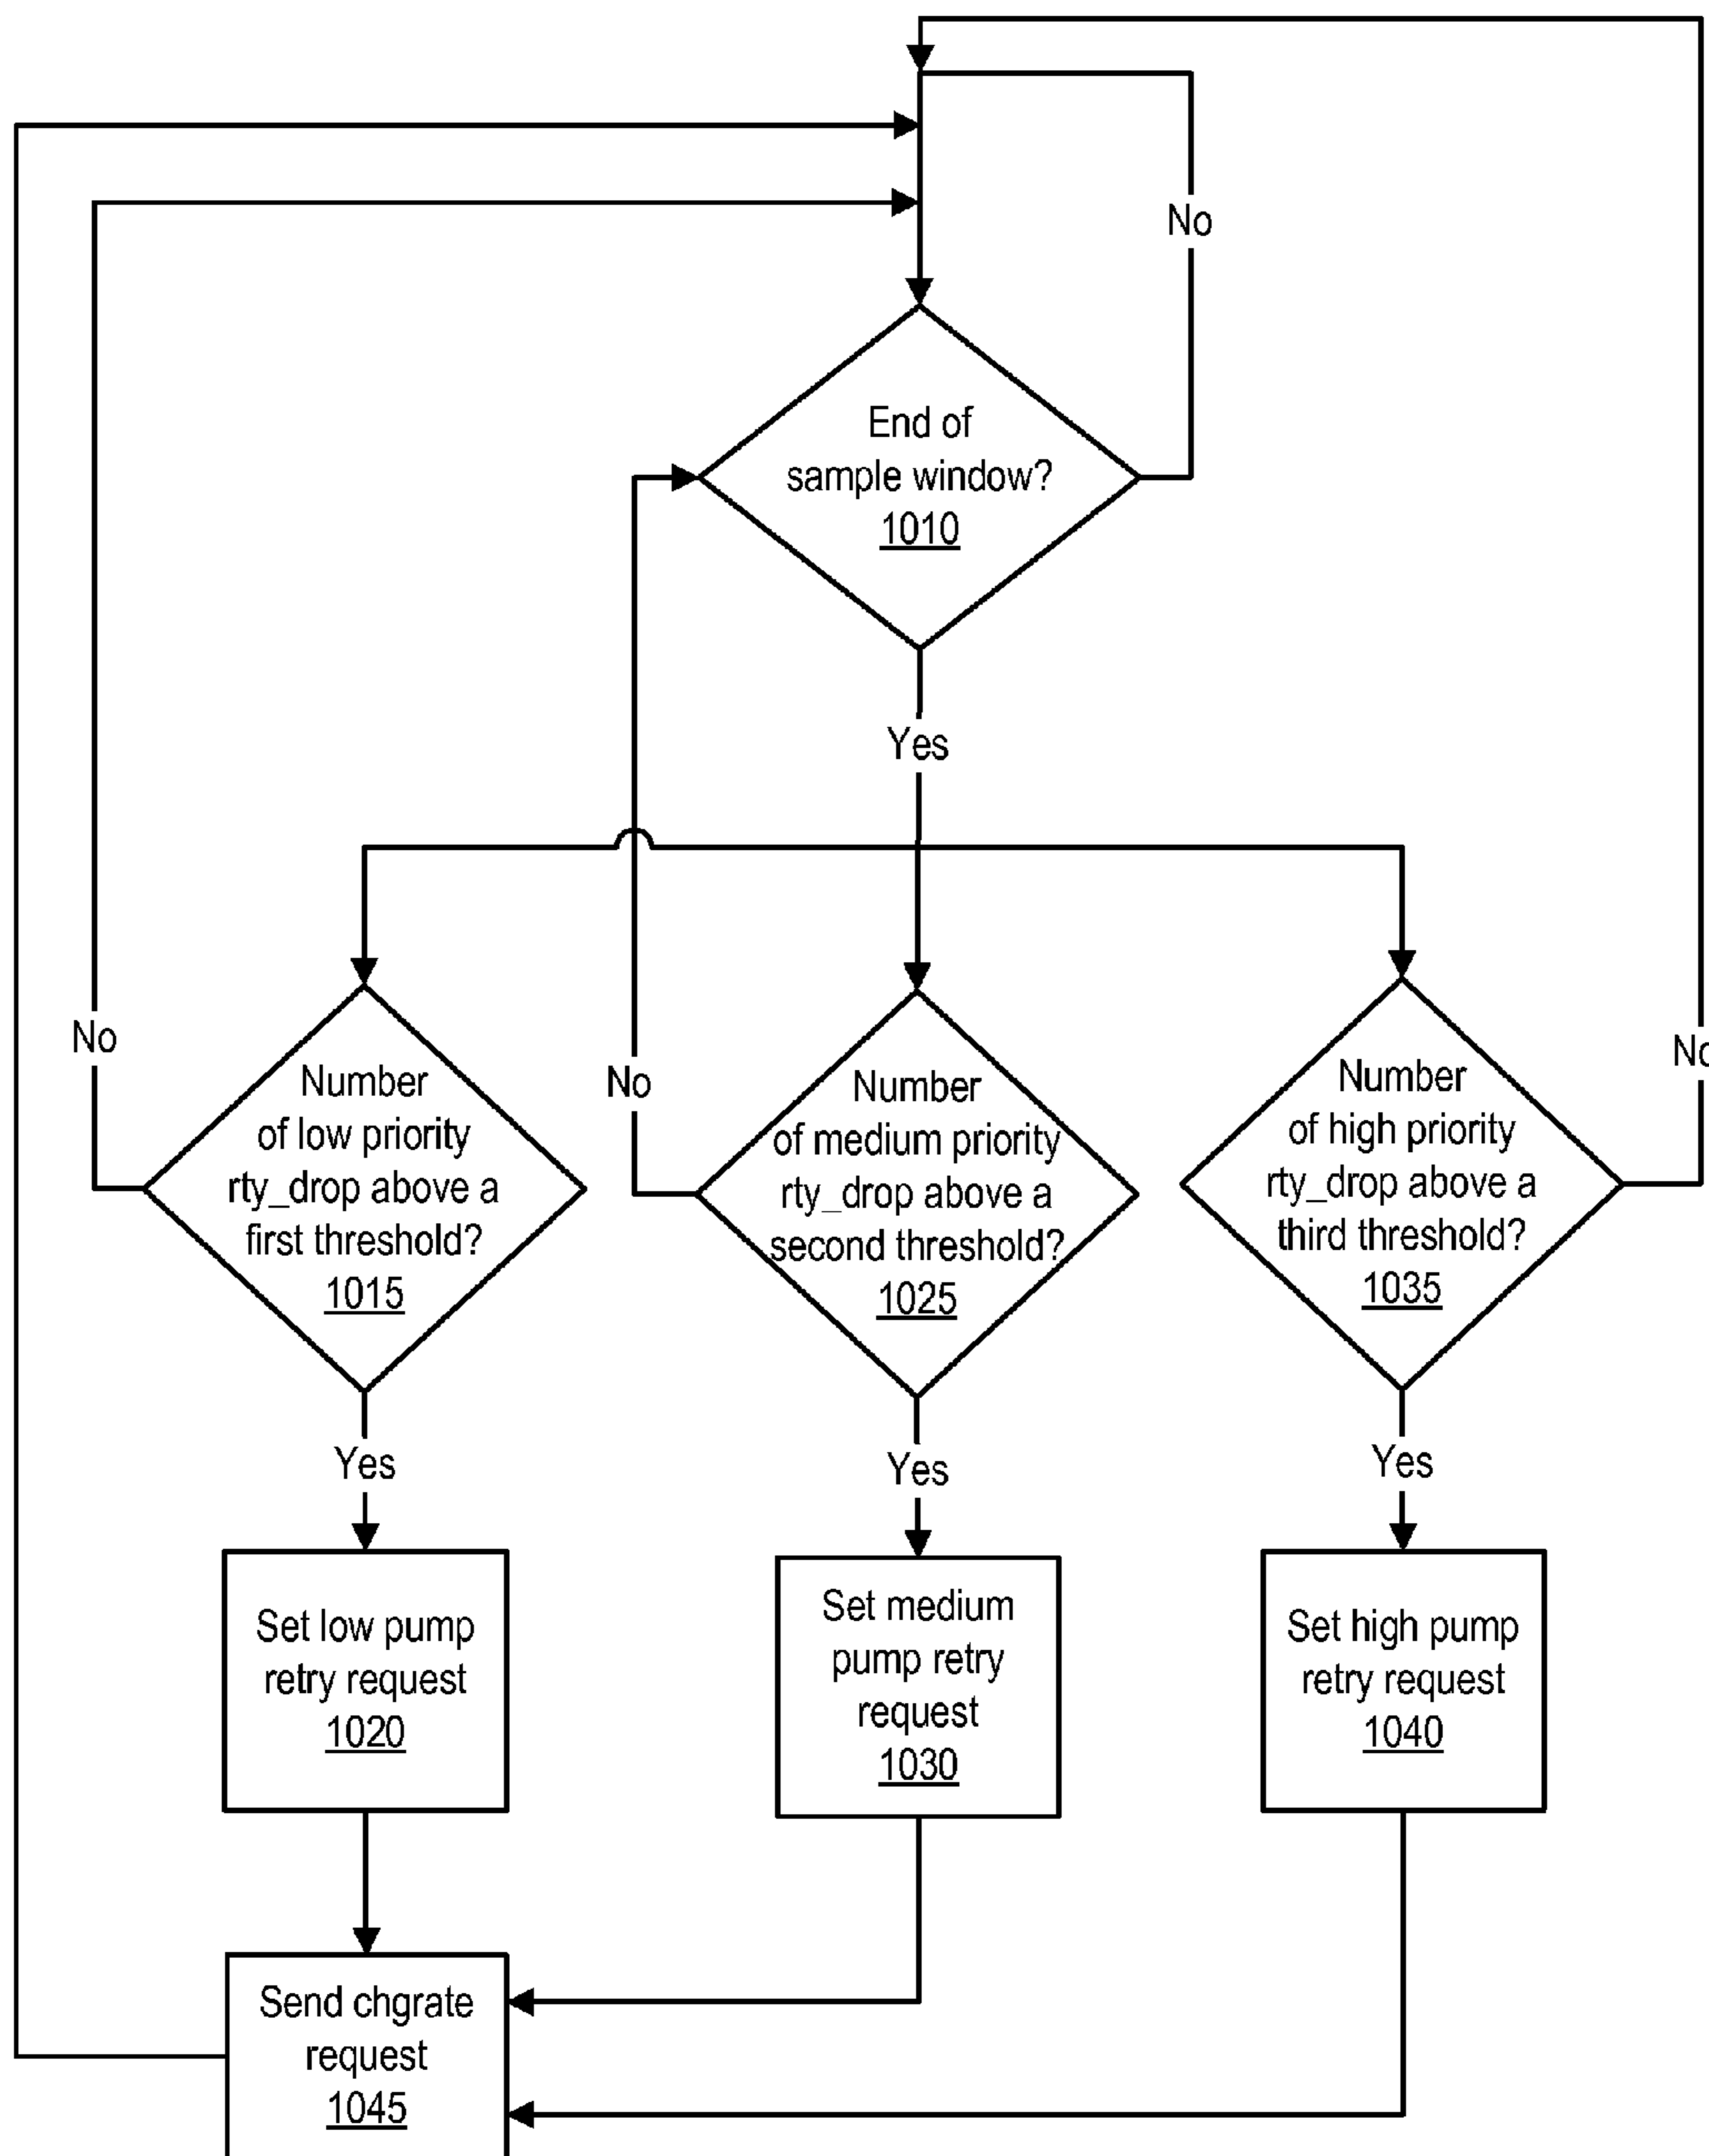 No
End of
sample window?
1010
Yes
No
Number
of low priority
rty_drop above a
first threshold?
1015
No
Number
of medium priority
rty_drop above a
second threshold?
1025
Number
of high priority
rty_drop above a
third threshold?
1035
No
Yes
Yes
Yes
Set low pump
retry request
1020
Set medium
pump retry
request
1030
Set high pump
retry request
1040
Send chgrate
request
1045